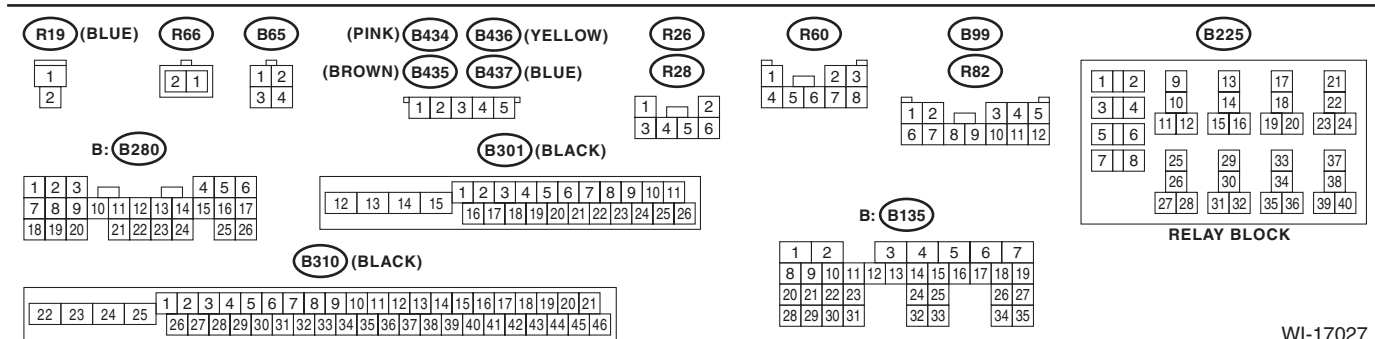 R19 (BLUE) R66 B65 (PINK) B434 B436 (YELLOW) R26 R60 B99 B225
(BROWN) B435 B437 (BLUE) R28 R82
1
2
2 1
1 2
3 4
1 2 3 4 5
1 2
3 4 5 6
1 2 3
4 5 6 7 8
1 2 3 4 5
6 7 8 9 10 11 12
1 2 9 13 17 21
3 4 10 14 18 22
11 12 15 16 19 20 23 24
5 6
7 8 25 29 33 37
26 30 34 38
27 28 31 32 35 36 39 40
RELAY BLOCK
B: B280
1 2 3 4 5 6
7 8 9 10 11 12 13 14 15 16 17
18 19 20 21 22 23 24 25 26
B301 (BLACK)
12 13 14 15 1 2 3 4 5 6 7 8 9 10 11
16 17 18 19 20 21 22 23 24 25 26
B: B135
1 2 3 4 5 6 7
8 9 10 11 12 13 14 15 16 17 18 19
20 21 22 23 24 25 26 27
28 29 30 31 32 33 34 35
B310 (BLACK)
22 23 24 25 1 2 3 4 5 6 7 8 9 10 11 12 13 14 15 16 17 18 19 20 21
26 27 28 29 30 31 32 33 34 35 36 37 38 39 40 41 42 43 44 45 46
WI-17027